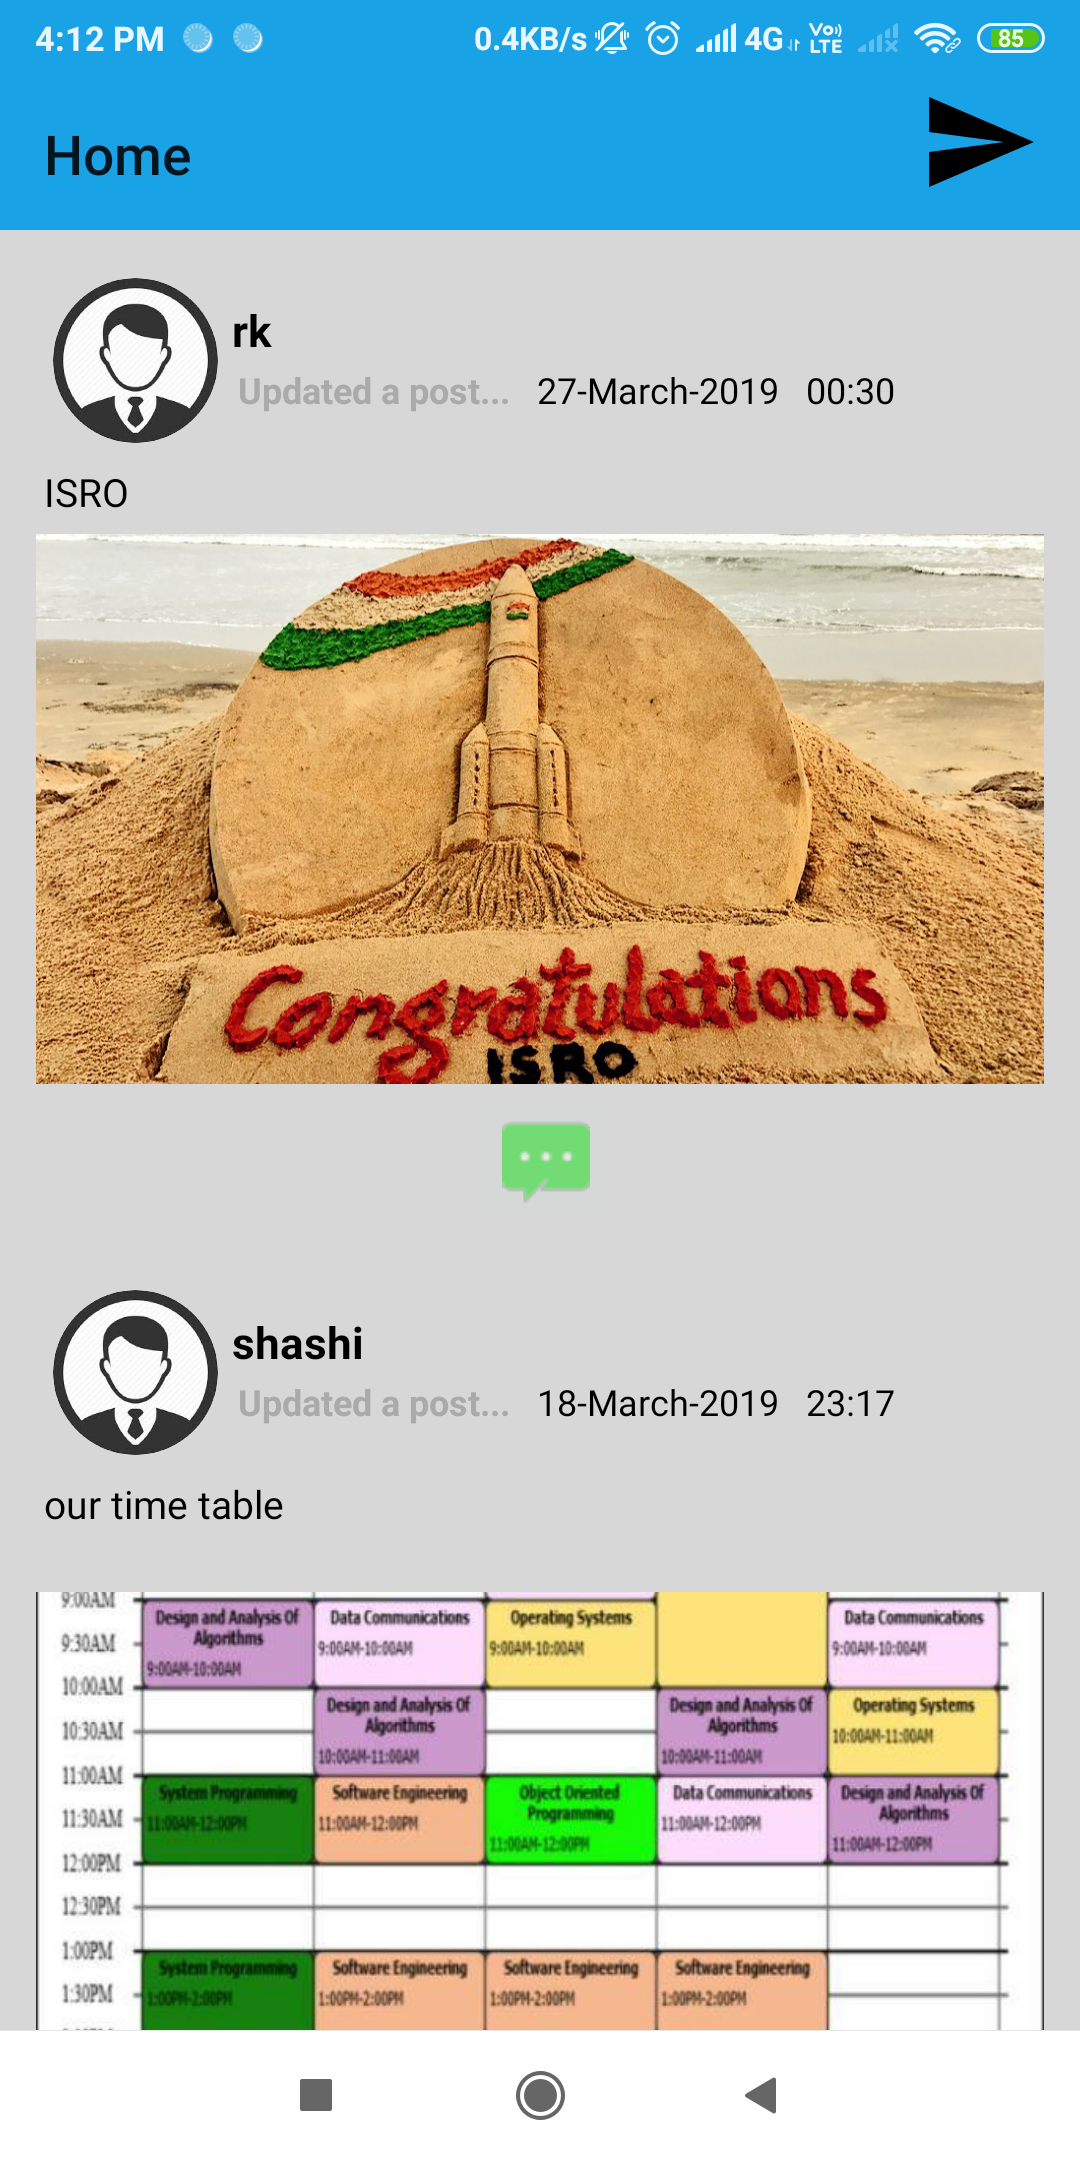 4:12 PM 0.4KB/s 4G Vo)) LTE 85
Home
rk
Updated a post... 27-March-2019 00:30
ISRO
Congratulations
ISRO
shashi
Updated a post... 18-March-2019 23:17
our time table
9:00AM
Design and Analysis Of Algorithms
9:00AM-10:00AM
Data Communications
9:00AM-10:00AM
Operating Systems
9:00AM-10:00AM
Data Communications
9:00AM-10:00AM
9:30AM
10:00AM
Design and Analysis Of Algorithms
10:00AM-11:00AM
Design and Analysis Of Algorithms
10:00AM-11:00AM
Operating Systems
10:00AM-11:00AM
10:30AM
11:00AM
System Programming
11:00AM-12:00PM
Software Engineering
11:00AM-12:00PM
Object Oriented Programming
11:00AM-12:00PM
Data Communications
11:00AM-12:00PM
Design and Analysis Of Algorithms
11:00AM-12:00PM
11:30AM
12:00PM
12:30PM
1:00PM
System Programming
1:00PM-2:00PM
Software Engineering
1:00PM-2:00PM
Software Engineering
1:00PM-2:00PM
Software Engineering
1:00PM-2:00PM
1:30PM